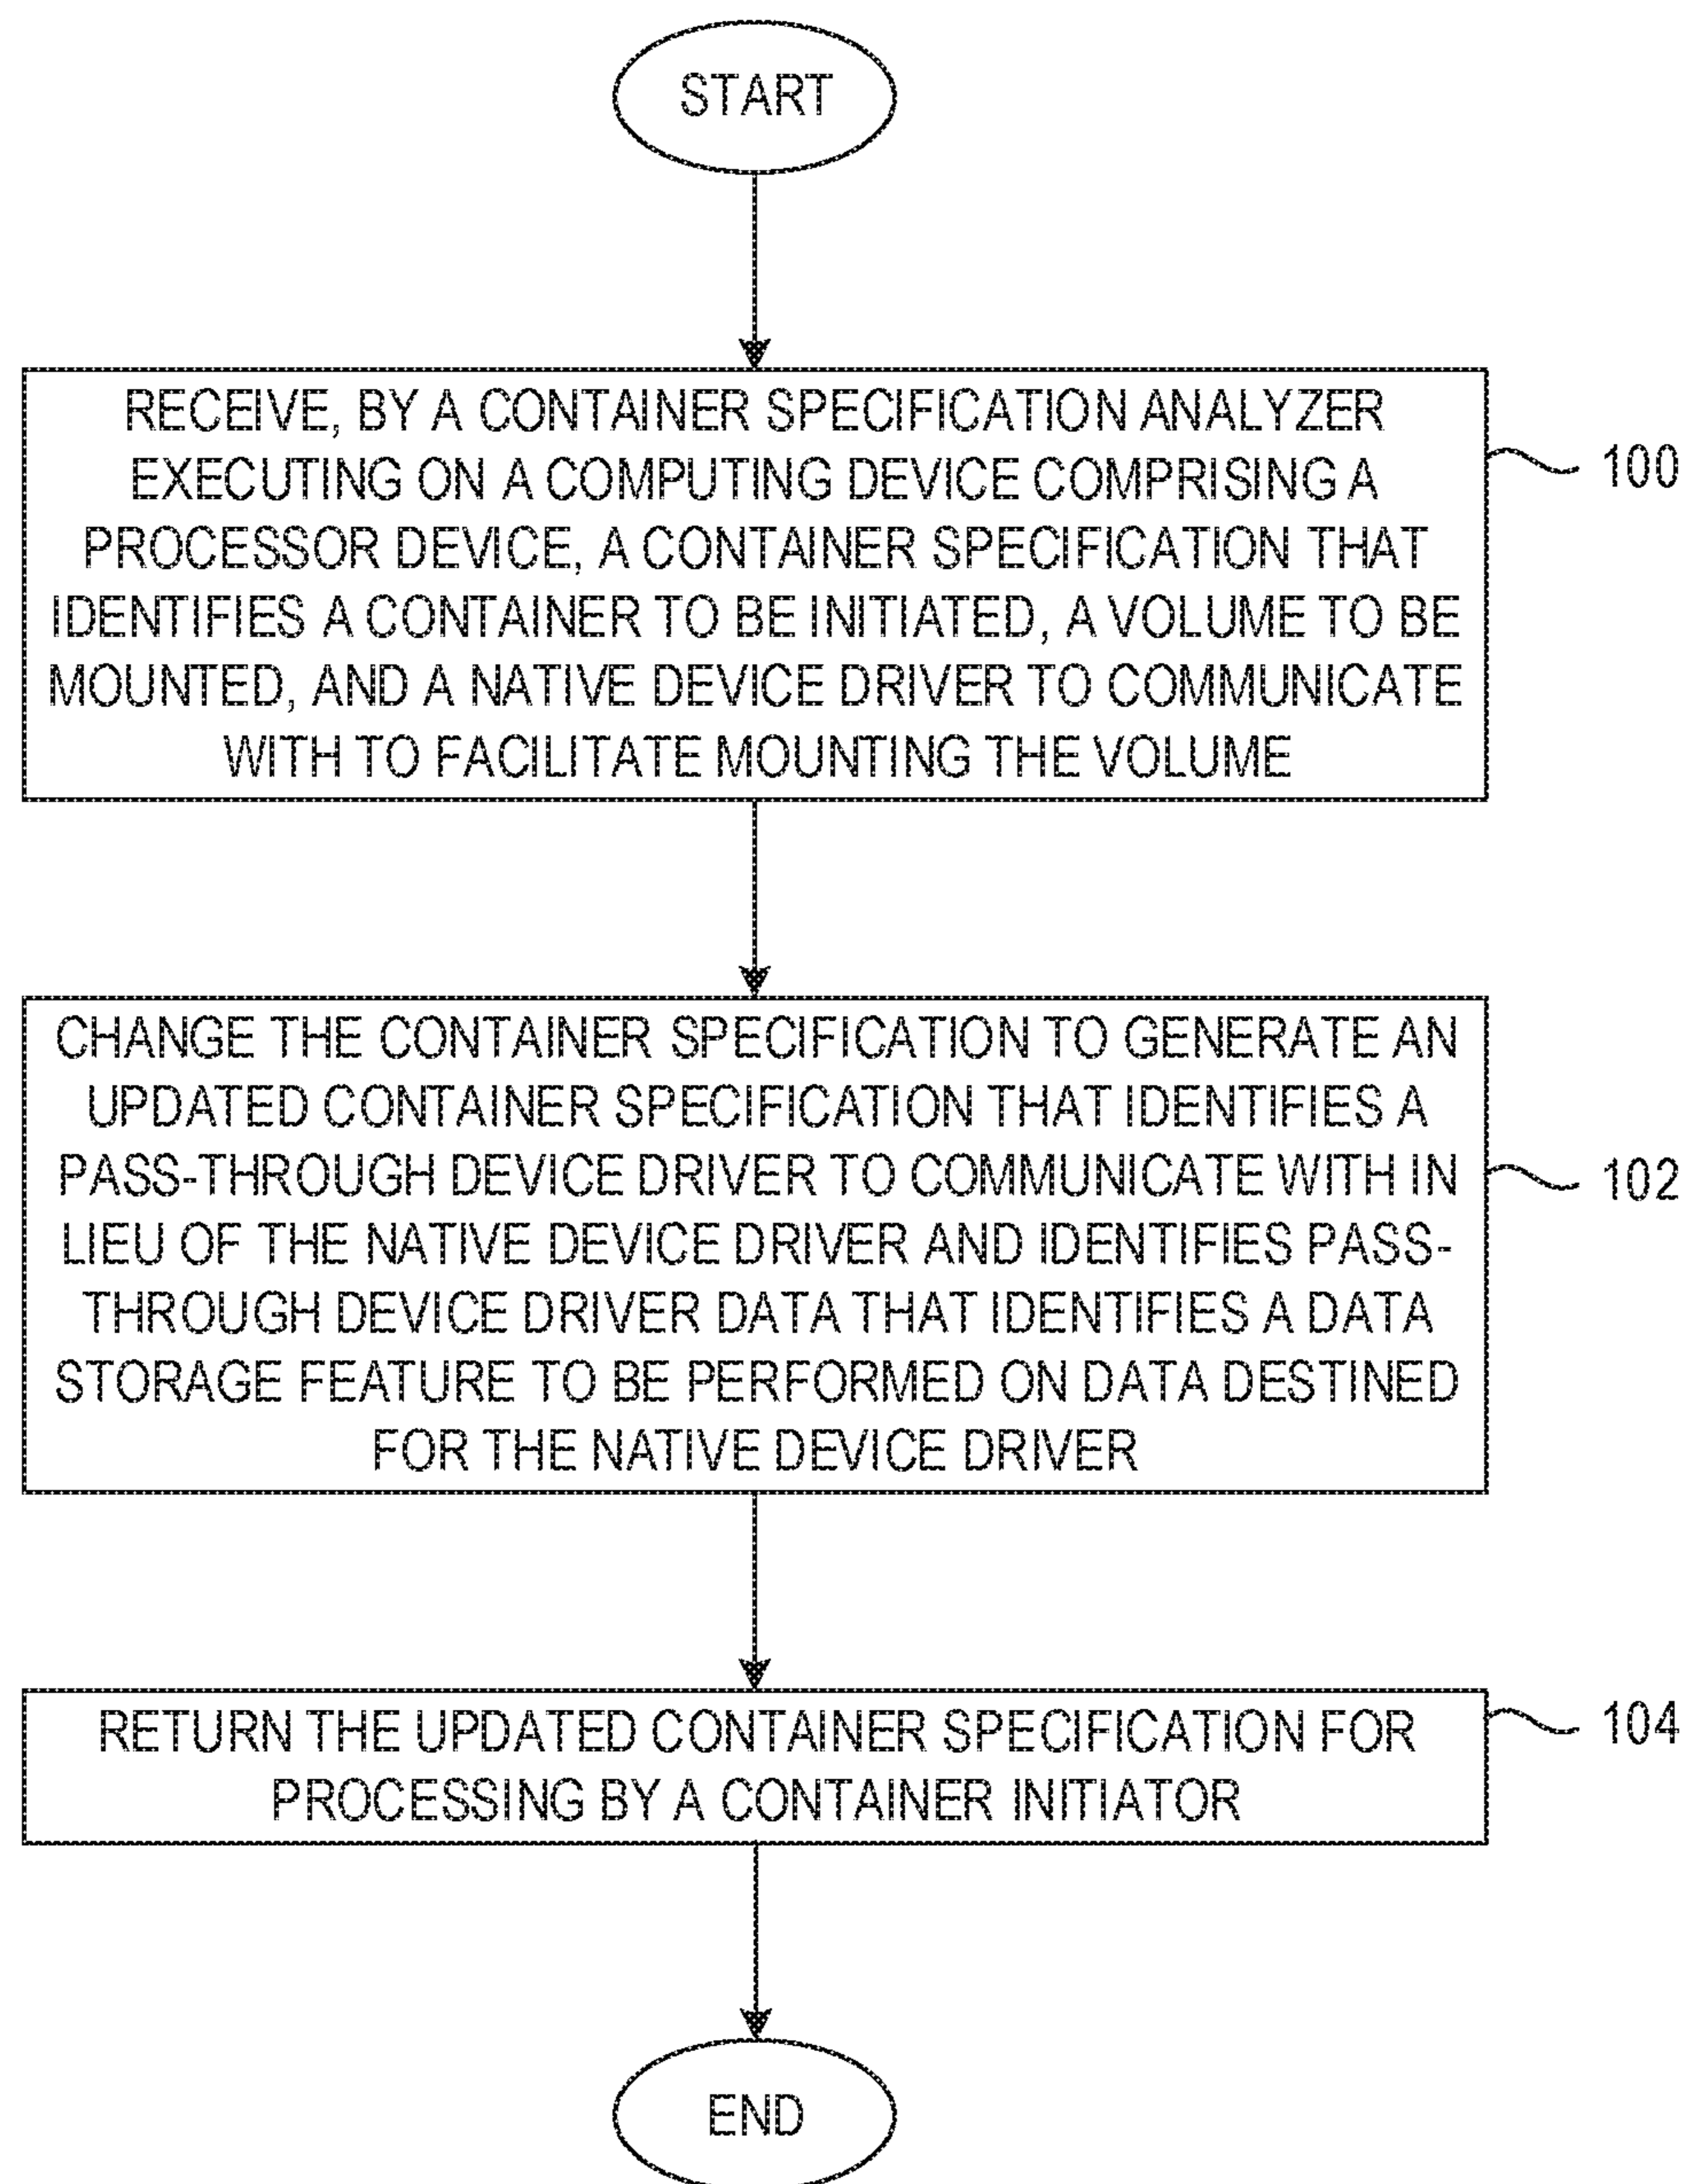 START
RECEIVE, BY A CONTAINER SPECIFICATION ANALYZER
EXECUTING ON A COMPUTING DEVICE COMPRISING A
PROCESSOR DEVICE, A CONTAINER SPECIFICATION THAT
IDENTIFIES A CONTAINER TO BE INITIATED, A VOLUME TO BE
MOUNTED, AND A NATIVE DEVICE DRIVER TO COMMUNICATE
WITH TO FACILITATE MOUNTING THE VOLUME
100
CHANGE THE CONTAINER SPECIFICATION TO GENERATE AN
UPDATED CONTAINER SPECIFICATION THAT IDENTIFIES A
PASS-THROUGH DEVICE DRIVER TO COMMUNICATE WITH IN
LIEU OF THE NATIVE DEVICE DRIVER AND IDENTIFIES PASS-
THROUGH DEVICE DRIVER DATA THAT IDENTIFIES A DATA
STORAGE FEATURE TO BE PERFORMED ON DATA DESTINED
FOR THE NATIVE DEVICE DRIVER
102
RETURN THE UPDATED CONTAINER SPECIFICATION FOR
PROCESSING BY A CONTAINER INITIATOR
104
END